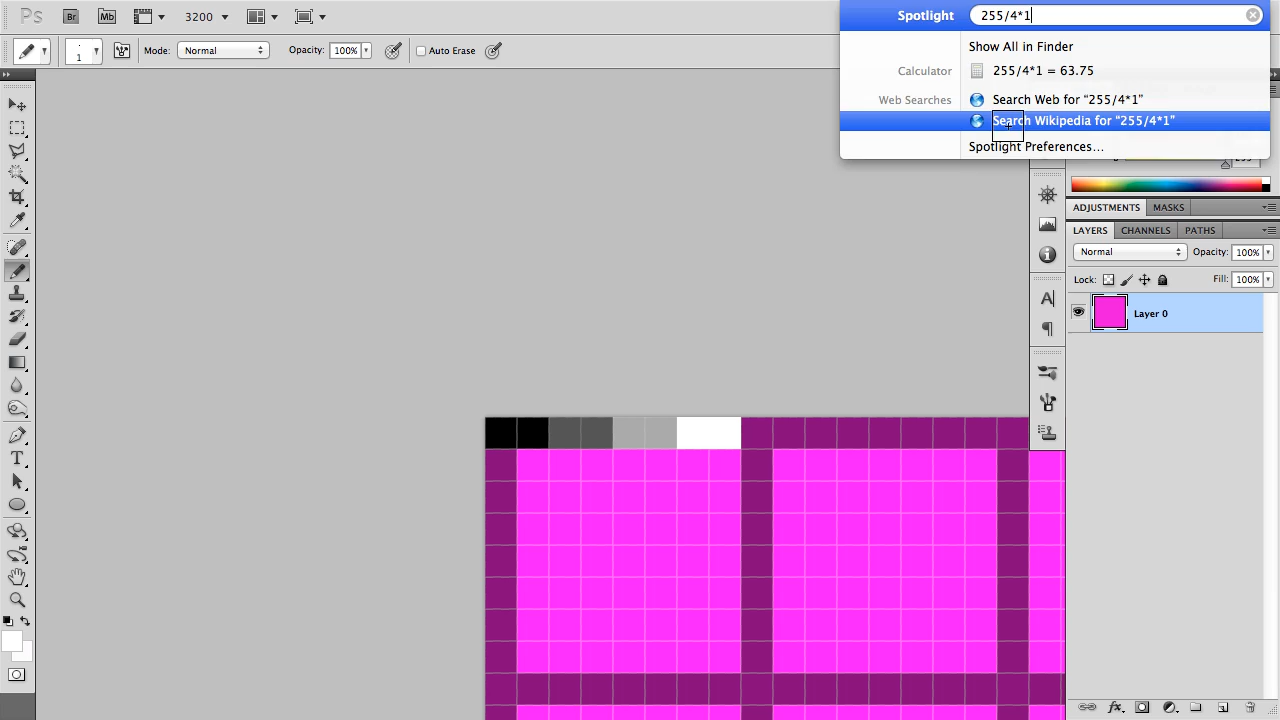 Ps Br Mb 3200
Spotlight 255/4*1
Show All in Finder
Calculator 255/4*1 = 63.75
Web Searches Search Web for “255/4*1”
Search Wikipedia for “255/4*1”
Spotlight Preferences...
1 Mode: Normal Opacity: 100% Auto Erase
ADJUSTMENTS MASKS
LAYERS CHANNELS PATHS
Normal Opacity: 100%
Lock: Fill: 100%
Layer 0